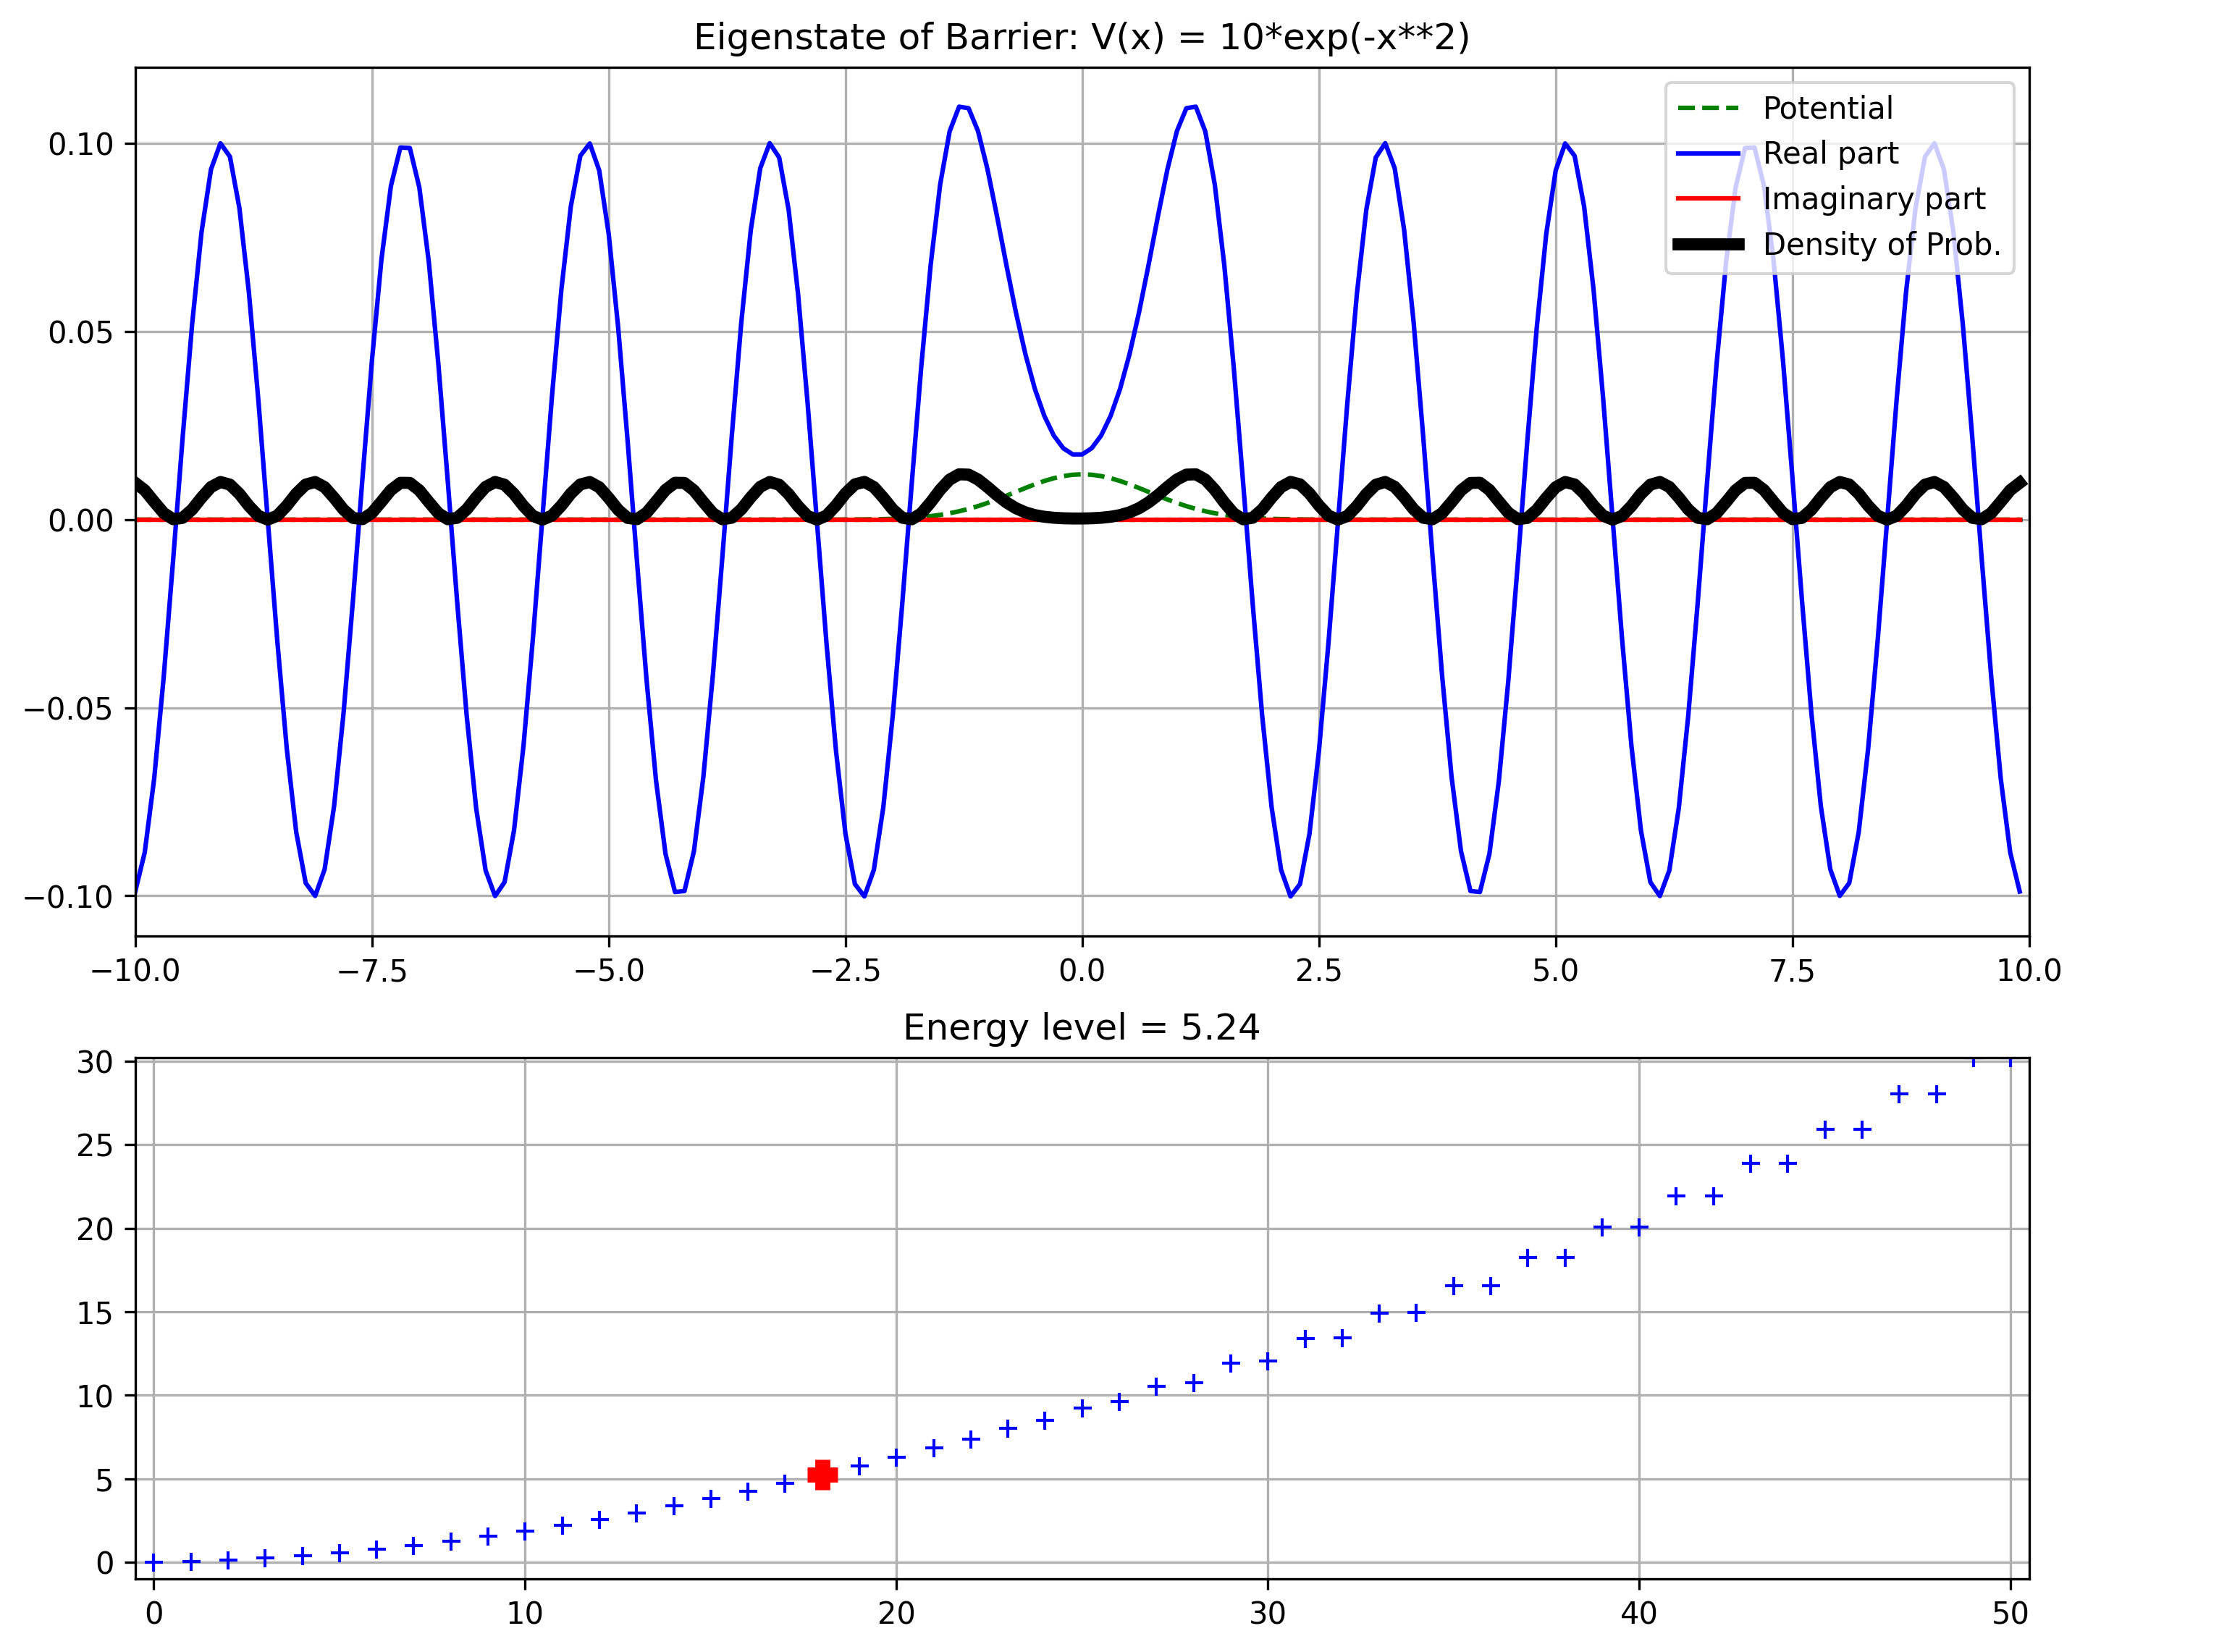 Eigenstate of Barrier: V(x) = 10*exp(-x**2)
Potential
Real part
Imaginary part
Density of Prob.
0.10
0.05
0.00
−0.05
−0.10
−10.0 −7.5 −5.0 −2.5 0.0 2.5 5.0 7.5 10.0
Energy level = 5.24
30
25
20
15
10
5
0
0 10 20 30 40 50